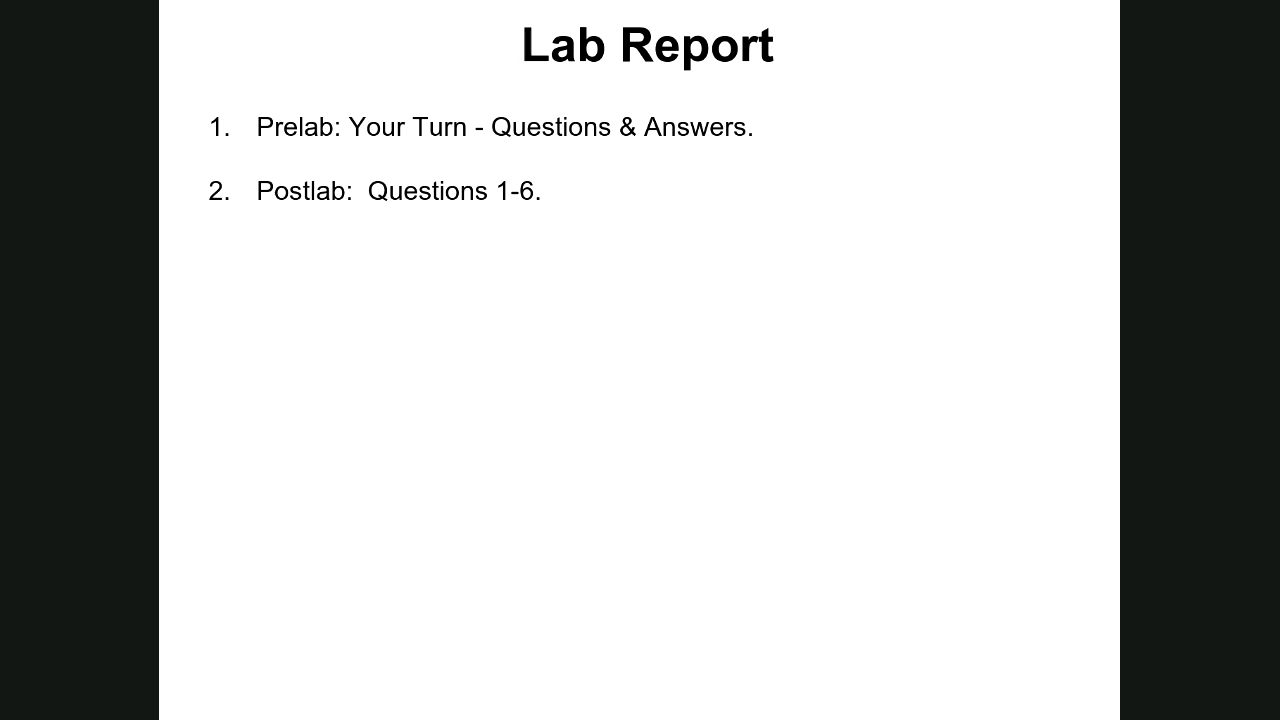 Lab Report
1. Prelab: Your Turn - Questions & Answers.
2. Postlab:  Questions 1-6.